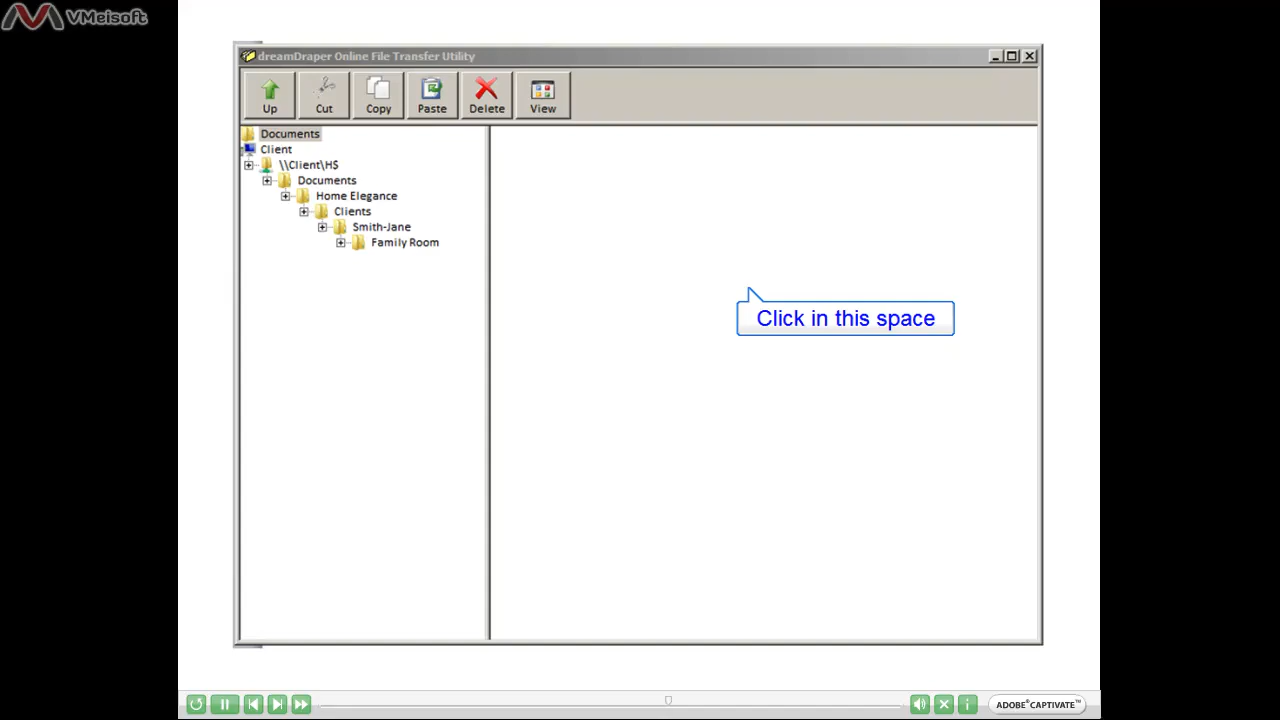 VMeisoft
dreamDraper Online File Transfer Utility
Up
Cut
Copy
Paste
Delete
View
Documents
Client
\\Client\H$
Documents
Home Elegance
Clients
Smith-Jane
Family Room
Click in this space
ADOBE® CAPTIVATE™